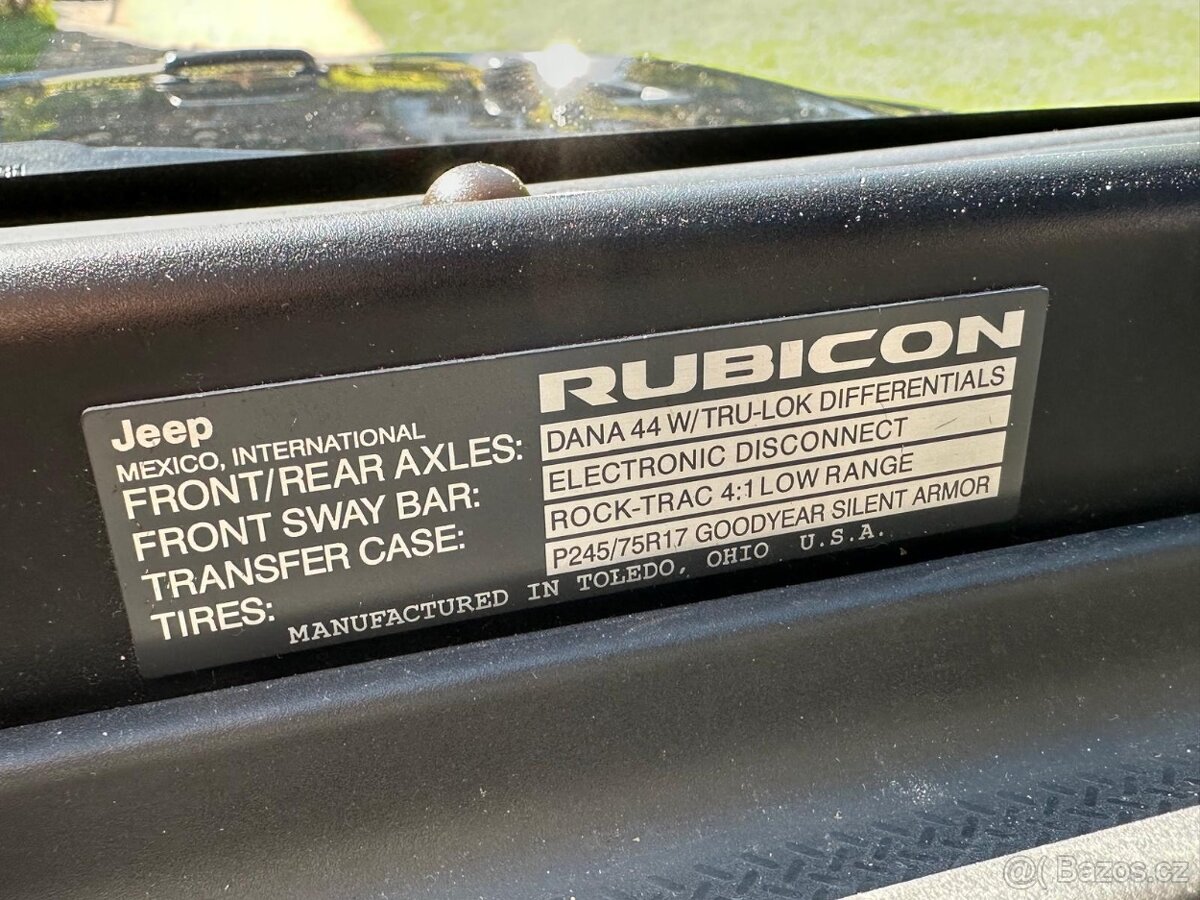 Jeep
MEXICO, INTERNATIONAL
RUBICON
FRONT/REAR AXLES: DANA 44 W/TRU-LOK DIFFERENTIALS
FRONT SWAY BAR: ELECTRONIC DISCONNECT
TRANSFER CASE: ROCK-TRAC 4:1 LOW RANGE
TIRES: P245/75R17 GOODYEAR SILENT ARMOR
MANUFACTURED IN TOLEDO, OHIO U.S.A.
@( Bazos.cz